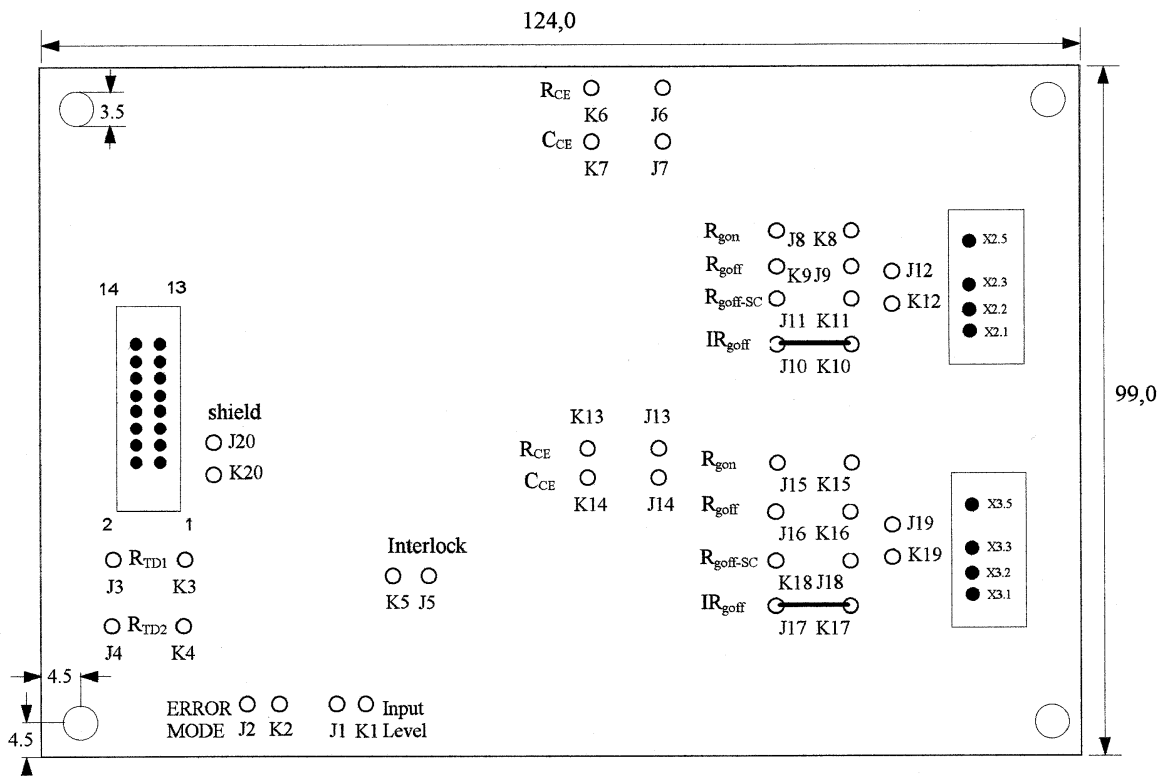 124,0
3.5
R_CE
K6 J6
C_CE
K7 J7
R_gon J8 K8
R_goff K9 J9
J12
R_goff-SC
K12
J11 K11
IR_goff
J10 K10
X2.5
X2.3
X2.2
X2.1
99,0
14 13
shield
J20
K20
2 1
K13 J13
R_CE
C_CE
K14 J14
R_gon
J15 K15
R_goff
J16 K16
J19
K19
R_goff-SC
K18 J18
IR_goff
J17 K17
X3.5
X3.3
X3.2
X3.1
R_TD1
J3 K3
R_TD2
J4 K4
Interlock
K5 J5
4.5
4.5
ERROR Input
MODE J2 K2 J1 K1 Level